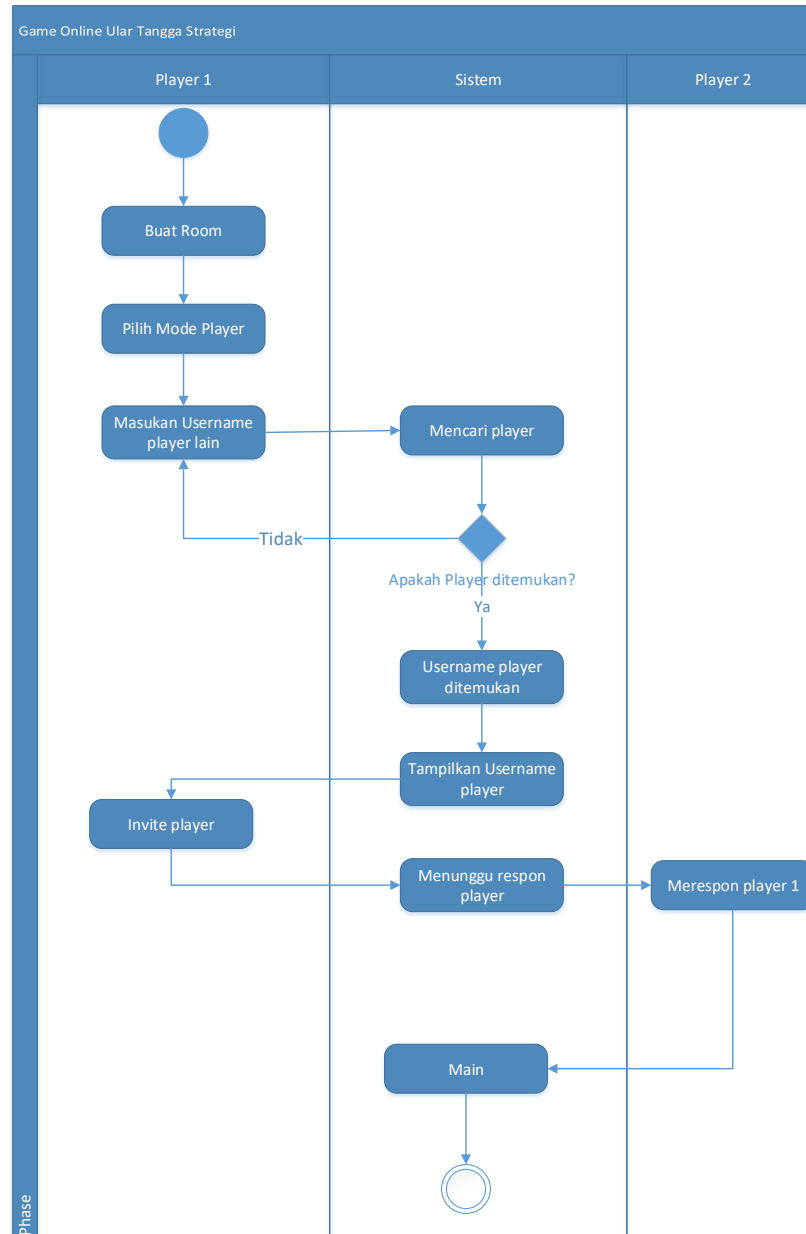 Game Online Ular Tangga Strategi
Player 1
Sistem
Player 2
Buat Room
Pilih Mode Player
Masukan Username
player lain
Mencari player
Tidak
Apakah Player ditemukan?
Ya
Username player
ditemukan
Tampilkan Username
player
Invite player
Menunggu respon
player
Merespon player 1
Main
Phase